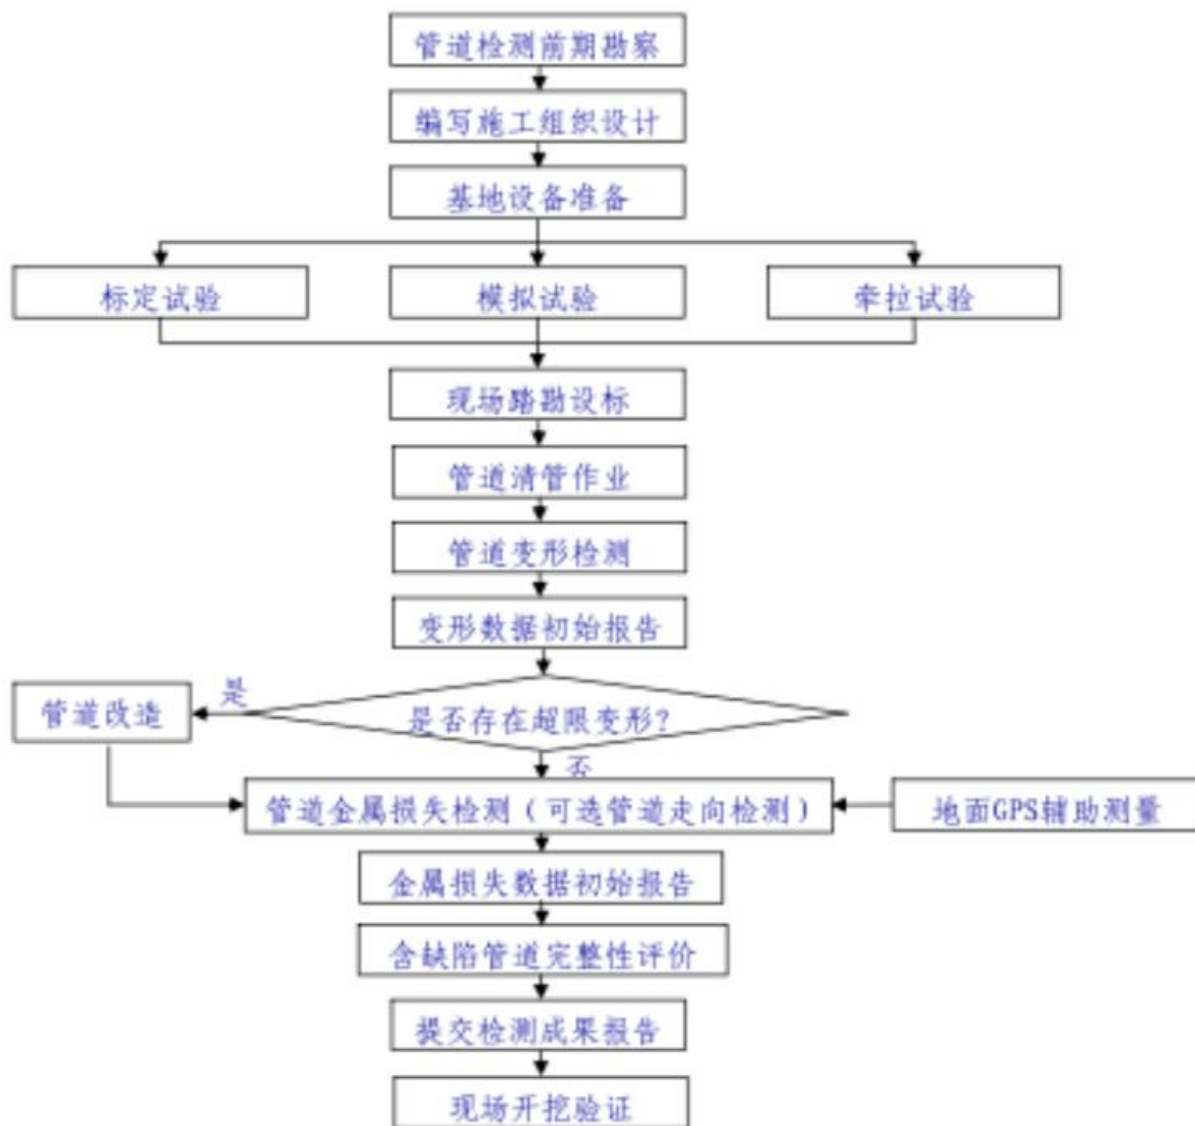 管道检测前期勘察
编写施工组织设计
基地设备准备
标定试验
模拟试验
牵拉试验
现场踏勘设标
管道清管作业
管道变形检测
变形数据初始报告
是
管道改造
是否存在超限变形?
否
管道金属损失检测(可选管道走向检测)
地面GPS辅助测量
金属损失数据初始报告
含缺陷管道完整性评价
提交检测成果报告
现场开挖验证